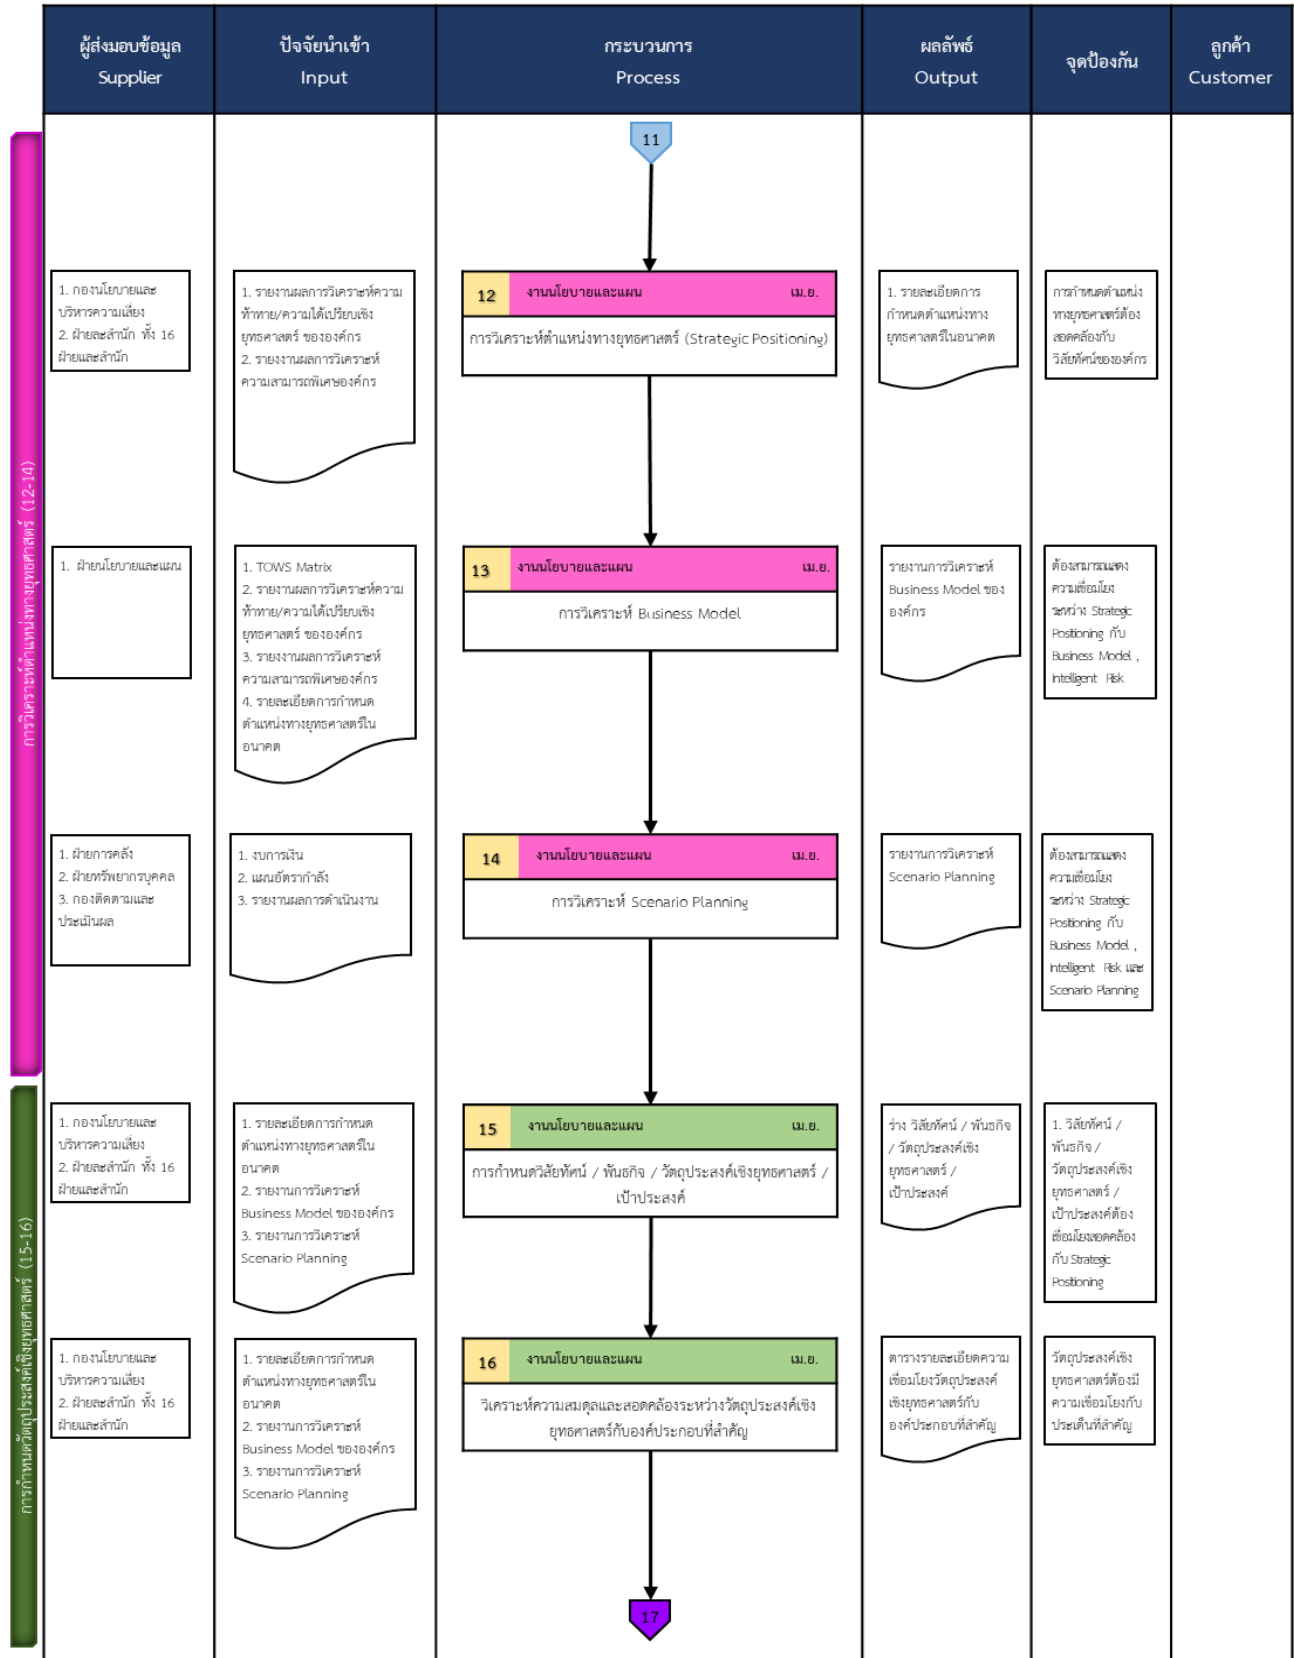 ผู้ส่งมอบข้อมูล
Supplier
ปัจจัยนำเข้า
Input
กระบวนการ
Process
ผลลัพธ์
Output
จุดป้องกัน
ลูกค้า
Customer
11
การวิเคราะห์ตำแหน่งทางยุทธศาสตร์ (12-14)
1. กองนโยบายและ
บริหารความเสี่ยง
2. ฝ่ายละสำนัก ทั้ง 16
ฝ่ายและสำนัก
1. รายงานผลการวิเคราะห์ความ
ท้าทาย/ความได้เปรียบเชิง
ยุทธศาสตร์ ขององค์กร
2. รายงงานผลการวิเคราะห์
ความสามารถพิเศษองค์กร
12 งานนโยบายและแผน เม.ย.
การวิเคราะห์ตำแหน่งทางยุทธศาสตร์ (Strategic Positioning)
1. รายละเอียดการ
กำหนดตำแหน่งทาง
ยุทธศาสตร์ในอนาคต
การกำหนดตำแหน่ง
ทางยุทธศาสตร์ต้อง
สอดคล้องกับ
วิสัยทัศน์ขององค์กร
1. ฝ่ายนโยบายและแผน
1. TOWS Matrix
2. รายงานผลการวิเคราะห์ความ
ท้าทาย/ความได้เปรียบเชิง
ยุทธศาสตร์ ขององค์กร
3. รายงงานผลการวิเคราะห์
ความสามารถพิเศษองค์กร
4. รายละเอียดการกำหนด
ตำแหน่งทางยุทธศาสตร์ใน
อนาคต
13 งานนโยบายและแผน เม.ย.
การวิเคราะห์ Business Model
รายงานการวิเคราะห์
Business Model ของ
องค์กร
ต้องสามารถแสดง
ความเชื่อมโยง
ระหว่าง Strategic
Positioning กับ
Business Model ,
Intelligent Risk
1. ฝ่ายการคลัง
2. ฝ่ายทรัพยากรบุคคล
3. กองติดตามและ
ประเมินผล
1. งบการเงิน
2. แผนอัตรากำลัง
3. รายงานผลการดำเนินงาน
14 งานนโยบายและแผน เม.ย.
การวิเคราะห์ Scenario Planning
รายงานการวิเคราะห์
Scenario Planning
ต้องสามารถแสดง
ความเชื่อมโยง
ระหว่าง Strategic
Positioning กับ
Business Model ,
Intelligent Risk และ
Scenario Planning
การกำหนดวัตถุประสงค์เชิงยุทธศาสตร์ (15-16)
1. กองนโยบายและ
บริหารความเสี่ยง
2. ฝ่ายละสำนัก ทั้ง 16
ฝ่ายและสำนัก
1. รายละเอียดการกำหนด
ตำแหน่งทางยุทธศาสตร์ใน
อนาคต
2. รายงานการวิเคราะห์
Business Model ขององค์กร
3. รายงานการวิเคราะห์
Scenario Planning
15 งานนโยบายและแผน เม.ย.
การกำหนดวิสัยทัศน์ / พันธกิจ / วัตถุประสงค์เชิงยุทธศาสตร์ /
เป้าประสงค์
ร่าง วิสัยทัศน์ / พันธกิจ
/ วัตถุประสงค์เชิง
ยุทธศาสตร์ /
เป้าประสงค์
1. วิสัยทัศน์ /
พันธกิจ /
วัตถุประสงค์เชิง
ยุทธศาสตร์ /
เป้าประสงค์ต้อง
เชื่อมโยงสอดคล้อง
กับ Strategic
Positioning
1. กองนโยบายและ
บริหารความเสี่ยง
2. ฝ่ายละสำนัก ทั้ง 16
ฝ่ายและสำนัก
1. รายละเอียดการกำหนด
ตำแหน่งทางยุทธศาสตร์ใน
อนาคต
2. รายงานการวิเคราะห์
Business Model ขององค์กร
3. รายงานการวิเคราะห์
Scenario Planning
16 งานนโยบายและแผน เม.ย.
วิเคราะห์ความสมดุลและสอดคล้องระหว่างวัตถุประสงค์เชิง
ยุทธศาสตร์กับองค์ประกอบที่สำคัญ
ตารางรายละเอียดความ
เชื่อมโยงวัตถุประสงค์
เชิงยุทธศาสตร์กับ
องค์ประกอบที่สำคัญ
วัตถุประสงค์เชิง
ยุทธศาสตร์ต้องมี
ความเชื่อมโยงกับ
ประเด็นที่สำคัญ
17